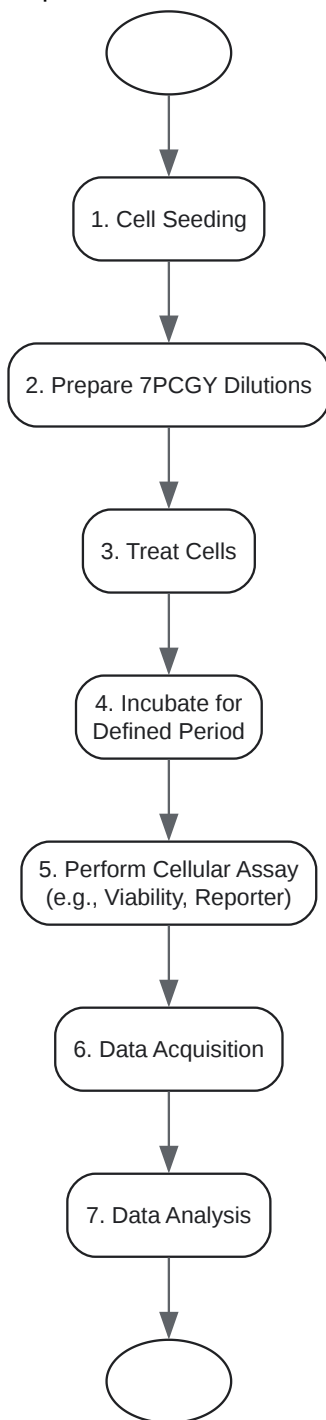 1. Cell Seeding
2. Prepare 7PCGY Dilutions
3. Treat Cells
4. Incubate for
Defined Period
5. Perform Cellular Assay
(e.g., Viability, Reporter)
6. Data Acquisition
7. Data Analysis